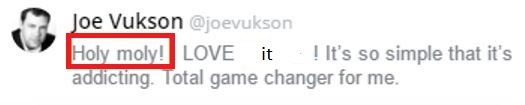 Joe Vukson @joevukson
Holy moly! LOVE it ! It's so simple that it's
addicting. Total game changer for me.